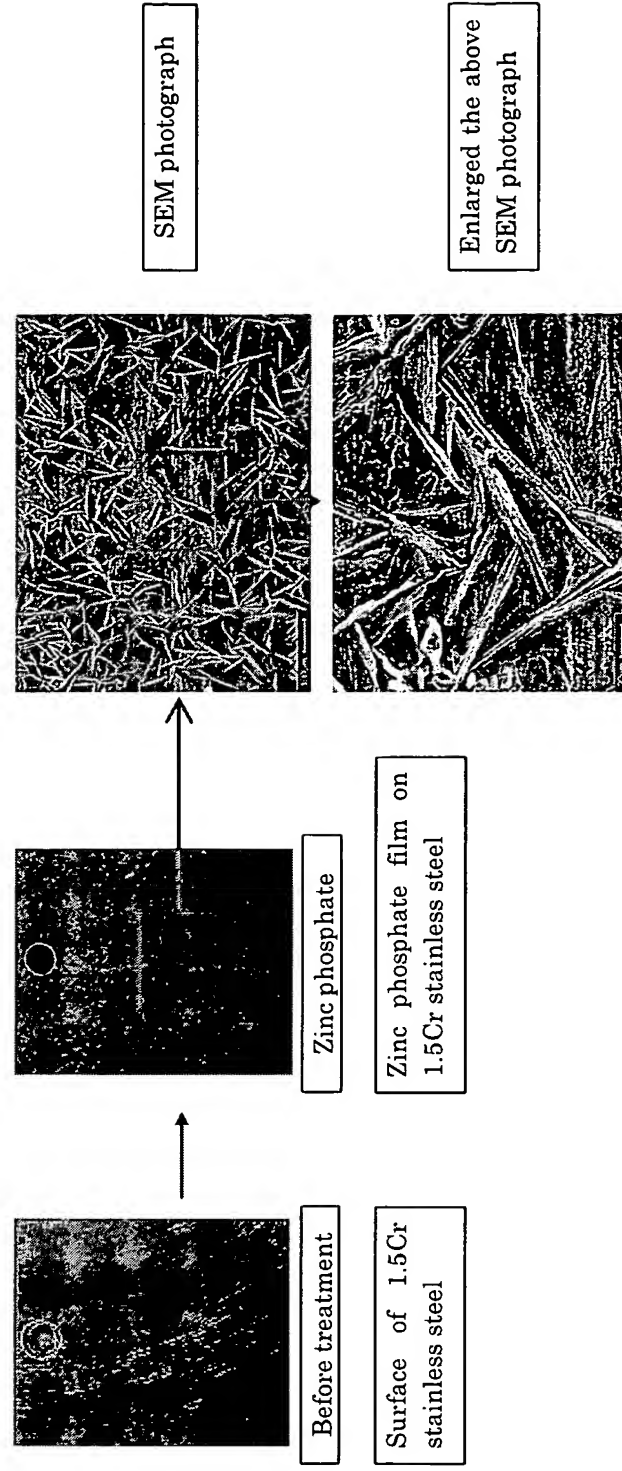 Before treatment
Surface of 1.5Cr
stainless steel
Zinc phosphate
Zinc phosphate film on
1.5Cr stainless steel
SEM photograph
Enlarged the above
SEM photograph